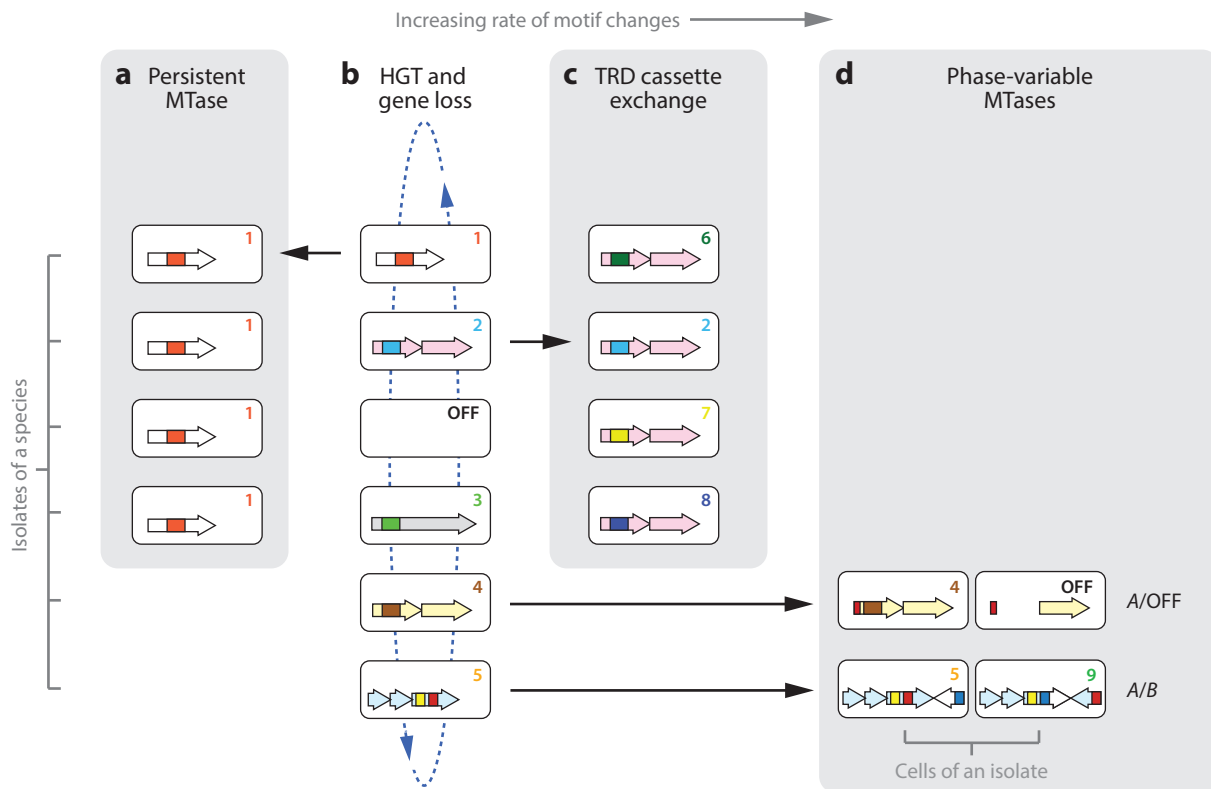 Increasing rate of motif changes
a Persistent
MTase
b HGT and
gene loss
c TRD cassette
exchange
d Phase-variable
MTases
Isolates of a species
1
1
6
1
2
2
1
OFF
7
1
3
8
4
4
OFF
A/OFF
5
5
9
A/B
Cells of an isolate